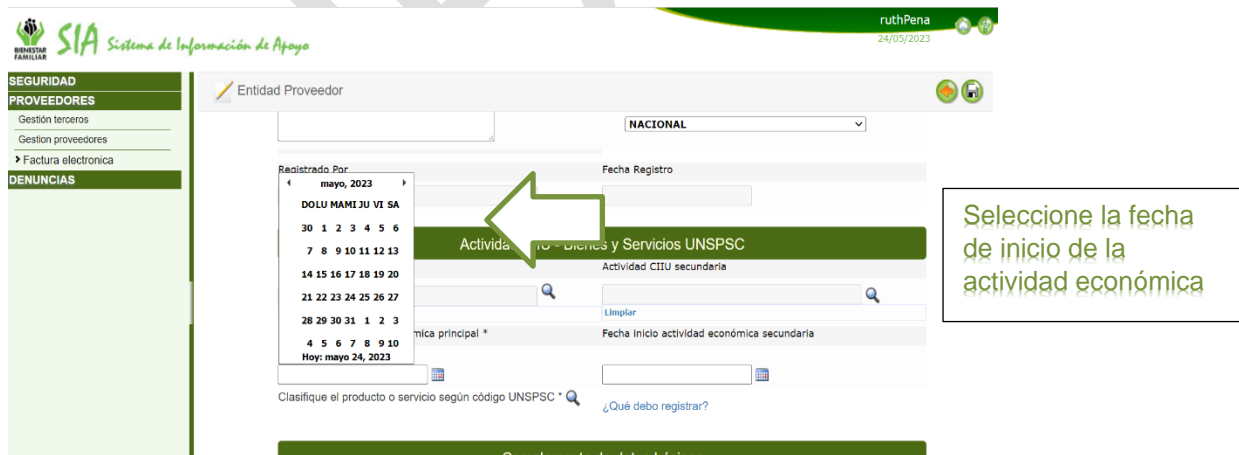 ruthPena
24/05/2023
BIENESTAR
FAMILIAR
SIA Sistema de Información de Apoyo
SEGURIDAD
PROVEEDORES
Gestión terceros
Gestion proveedores
Factura electronica
DENUNCIAS
Entidad Proveedor
NACIONAL
Registrado Por
Fecha Registro
mayo, 2023
DO LU MA MI JU VI SA
30 1 2 3 4 5 6
7 8 9 10 11 12 13
14 15 16 17 18 19 20
21 22 23 24 25 26 27
28 29 30 31 1 2 3
4 5 6 7 8 9 10
Hoy: mayo 24, 2023
Seleccione la fecha
de inicio de la
actividad económica
y Servicios UNSPSC
Actividad CIIU secundaria
Limpiar
principal *
Fecha inicio actividad económica secundaria
Clasifique el producto o servicio según código UNSPSC *
¿Qué debo registrar?